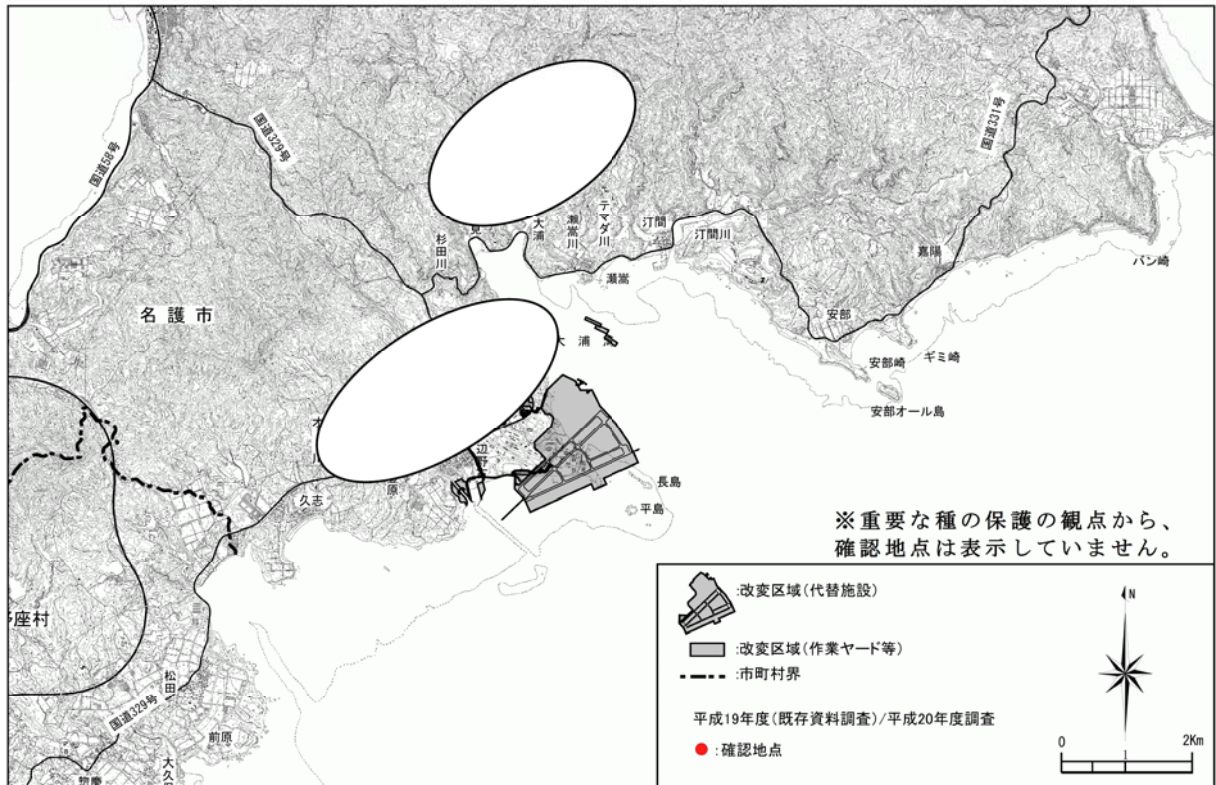 国道58号
国道329号
国道331号
杉田川
見
大浦
瀬嵩川
テマダ川
汀間
汀間川
瀬嵩
嘉陽
バン崎
名護市
安部
安部崎
ギミ崎
安部オール島
辺野
原
久志
長島
平島
松田
国道329号
前原
※重要な種の保護の観点から、
確認地点は表示していません。
:改変区域(代替施設)
:改変区域(作業ヤード等)
:市町村界
平成19年度(既存資料調査)/平成20年度調査
:確認地点
N
0 1 2Km